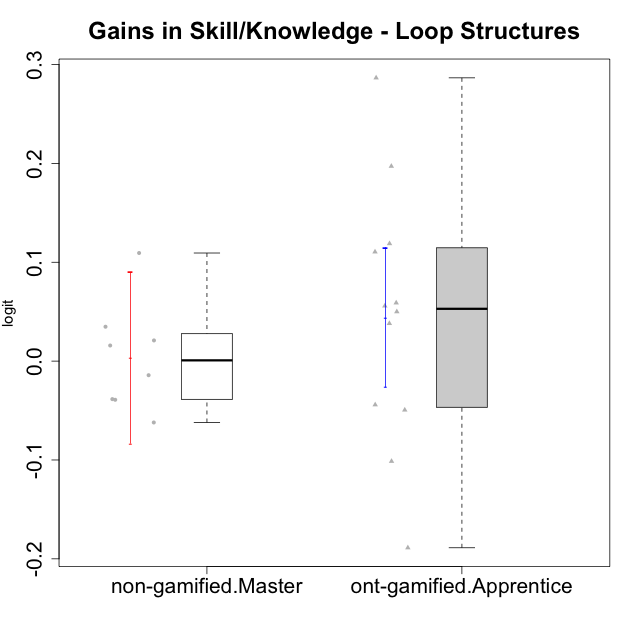 Gains in Skill/Knowledge - Loop Structures
logit
0.3
0.2
0.1
0.0
-0.1
-0.2
non-gamified.Master
ont-gamified.Apprentice